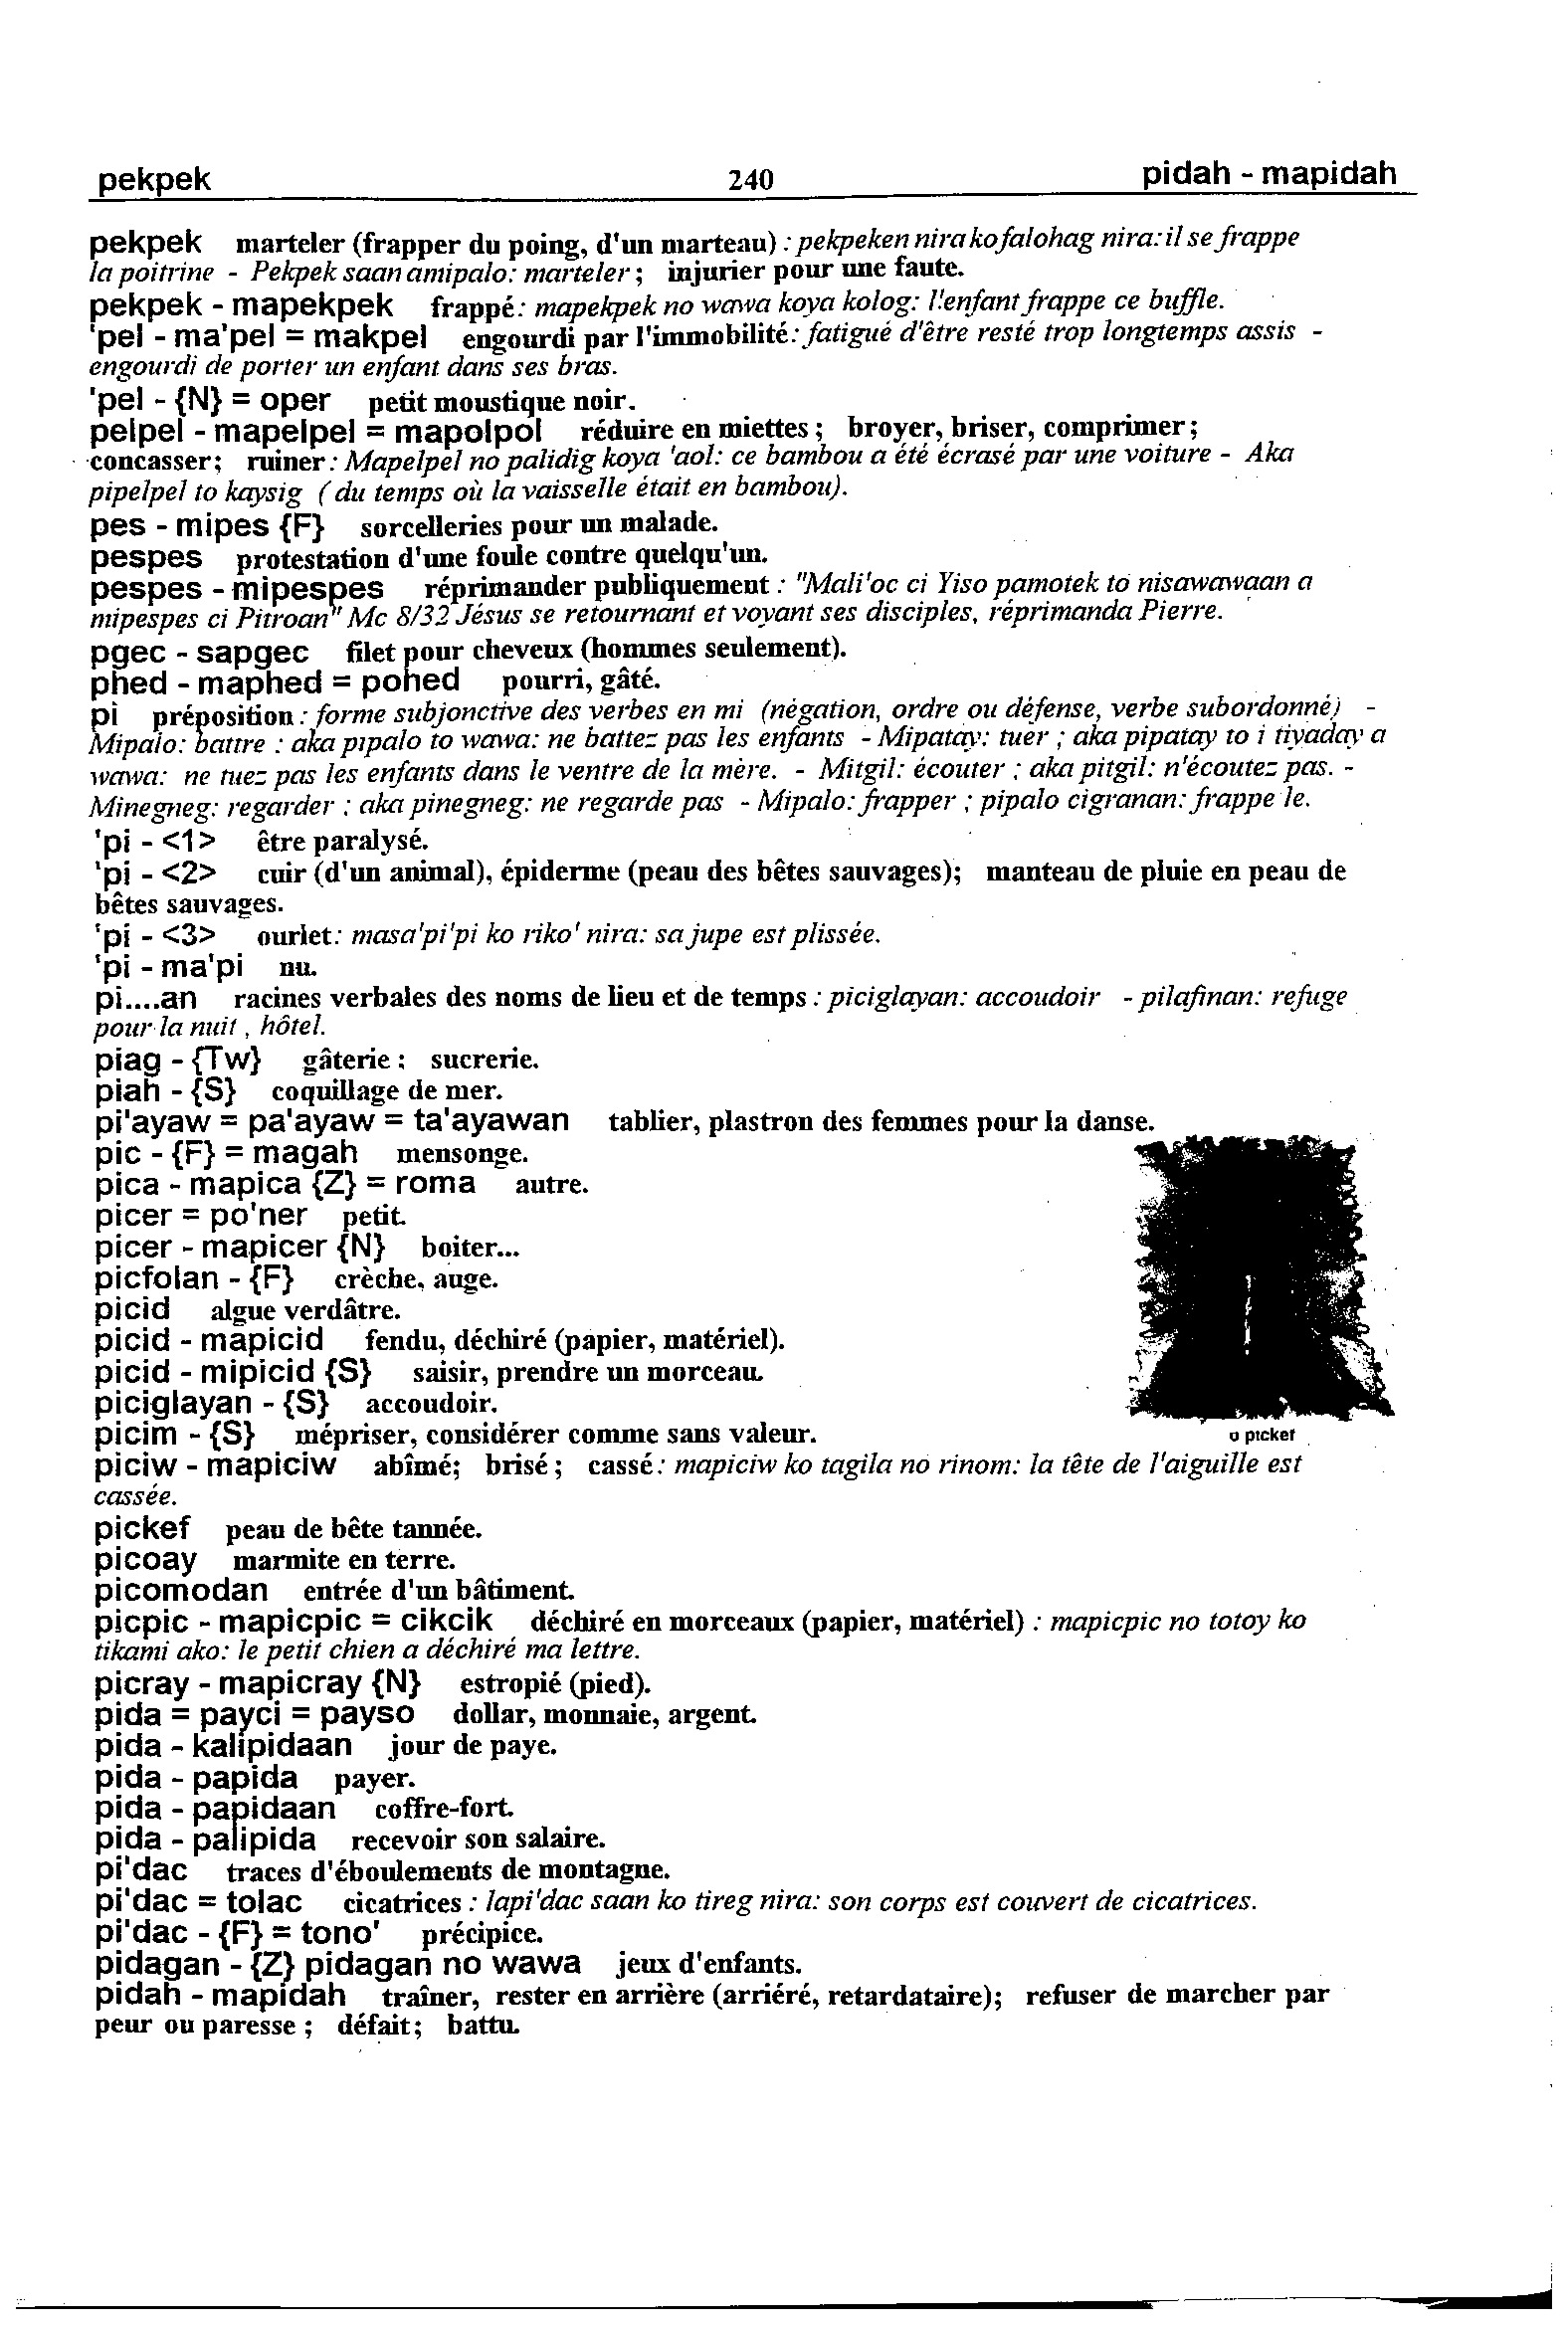 pekpek 240 pidah - mapidah
pekpek marteler (frapper du poing, d'un marteau) : pekpeken nira ko falohag nira: il se frappe
la poitrine - Pekpek saan amipalo: marteler ; injurier pour une faute.
pekpek - mapekpek frappé: mapekpek no wawa koya kolog: l'enfant frappe ce buffle.
'pel - ma'pel = makpel engourdi par l'immobilité: fatigué d'être resté trop longtemps assis -
engourdi de porter un enfant dans ses bras.
'pel - {N} = oper petit moustique noir.
pelpel - mapelpel = mapolpol réduire en miettes ; broyer, briser, comprimer ;
concasser; ruiner : Mapelpel no palidig koya 'aol: ce bambou a été écrasé par une voiture - Aka
pipelpel to kaysig ( du temps où la vaisselle était en bambou).
pes - mipes {F} sorcelleries pour un malade.
pespes protestation d'une foule contre quelqu'un.
pespes - mipespes réprimander publiquement : "Mali'oc ci Yiso pamotek to nisawawaan a
mipespes ci Pitroan" Mc 8/32 Jésus se retournant et voyant ses disciples, réprimanda Pierre.
pgec - sapgec filet pour cheveux (hommes seulement).
phed - maphed = pohed pourri, gâté.
pi préposition : forme subjonctive des verbes en mi (négation, ordre ou défense, verbe subordonné) -
Mipalo: battre : aka pipalo to wawa: ne battez pas les enfants - Mipatay: tuer ; aka pipatay to i tiyaday a
wawa: ne tuez pas les enfants dans le ventre de la mère. - Mitgil: écouter ; aka pitgil: n'écoutez pas. -
Minegneg: regarder ; aka pinegneg: ne regarde pas - Mipalo: frapper ; pipalo cigranan: frappe le.
'pi - <1> être paralysé.
'pi - <2> cuir (d'un animal), épiderme (peau des bêtes sauvages); manteau de pluie en peau de
bêtes sauvages.
'pi - <3> ourlet: masa'pi'pi ko riko' nira: sa jupe est plissée.
'pi - ma'pi nu.
pi....an racines verbales des noms de lieu et de temps : piciglayan: accoudoir - pilafinan: refuge
pour la nuit , hôtel.
piag - {Tw} gâterie ; sucrerie.
piah - {S} coquillage de mer.
pi'ayaw = pa'ayaw = ta'ayawan tablier, plastron des femmes pour la danse.
pic - {F} = magah mensonge.
pica - mapica {Z} = roma autre.
picer = po'ner petit.
picer - mapicer {N} boiter...
picfolan - {F} crèche, auge.
picid algue verdâtre.
picid - mapicid fendu, déchiré (papier, matériel).
picid - mipicid {S} saisir, prendre un morceau.
piciglayan - {S} accoudoir.
picim - {S} mépriser, considérer comme sans valeur.
o pickef
piciw - mapiciw abîmé; brisé ; cassé: mapiciw ko tagila no rinom: la tête de l'aiguille est
cassée.
pickef peau de bête tannée.
picoay marmite en terre.
picomodan entrée d'un bâtiment.
picpic - mapicpic = cikcik déchiré en morceaux (papier, matériel) : mapicpic no totoy ko
tikami ako: le petit chien a déchiré ma lettre.
picray - mapicray {N} estropié (pied).
pida = payci = payso dollar, monnaie, argent.
pida - kalipidaan jour de paye.
pida - papida payer.
pida - papidaan coffre-fort.
pida - palipida recevoir son salaire.
pi'dac traces d'éboulements de montagne.
pi'dac = tolac cicatrices : lapi'dac saan ko tireg nira: son corps est couvert de cicatrices.
pi'dac - {F} = tono' précipice.
pidagan - {Z} pidagan no wawa jeux d'enfants.
pidah - mapidah traîner, rester en arrière (arriéré, retardataire); refuser de marcher par
peur ou paresse ; défait; battu.